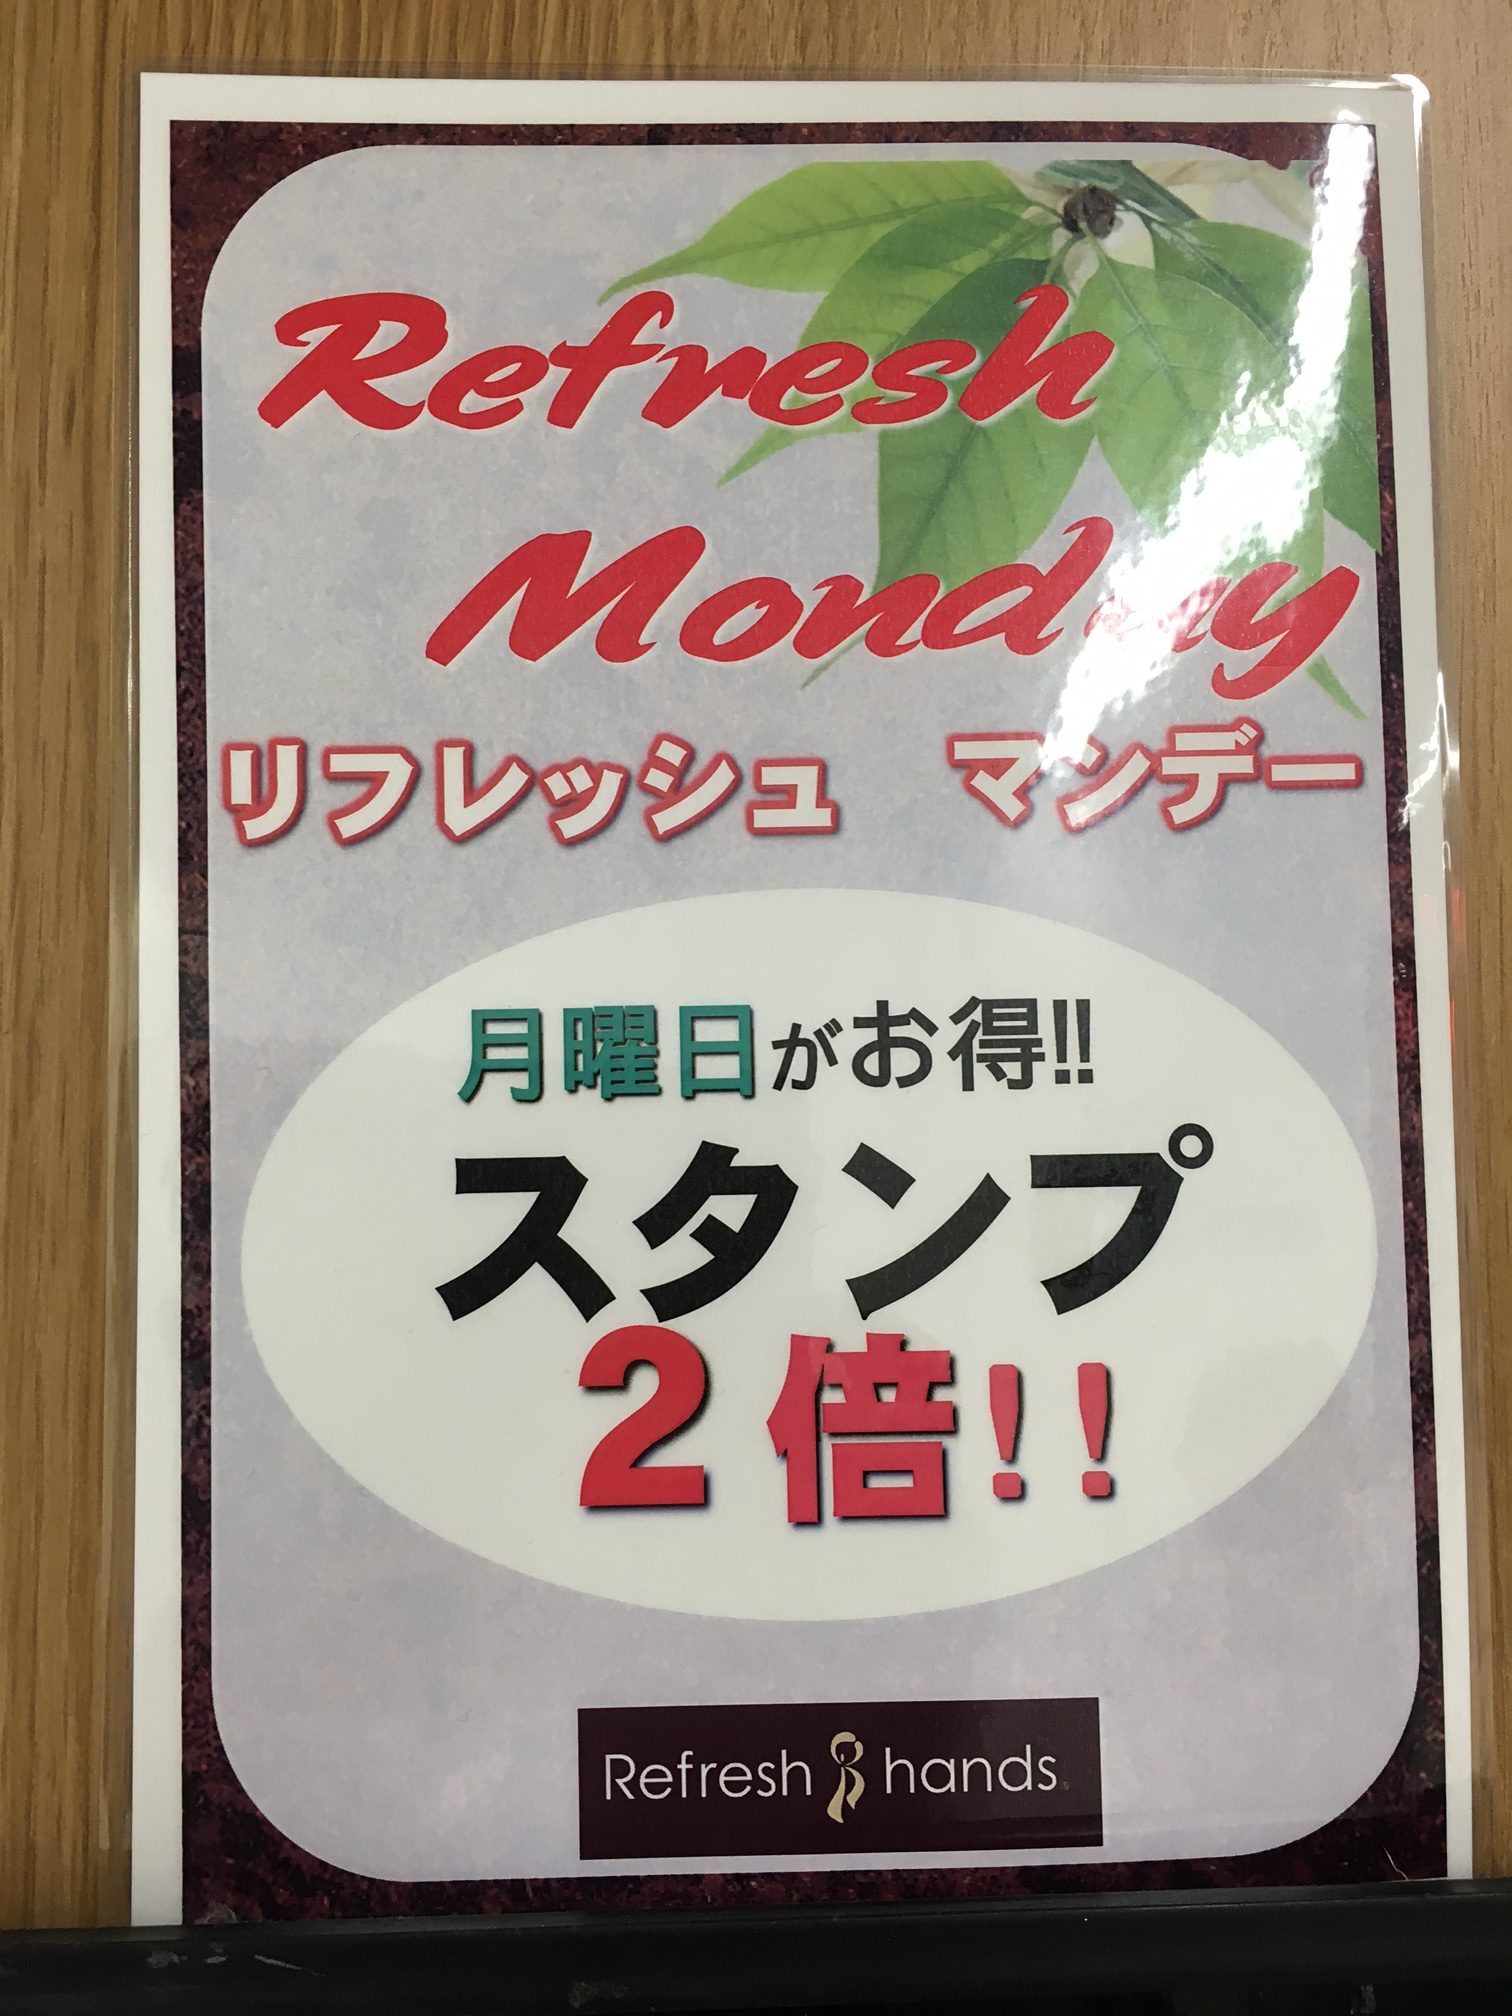 Refresh
Monday
リフレッシュ　マンデー
月曜日がお得!!
スタンプ
2倍!!
Refresh hands